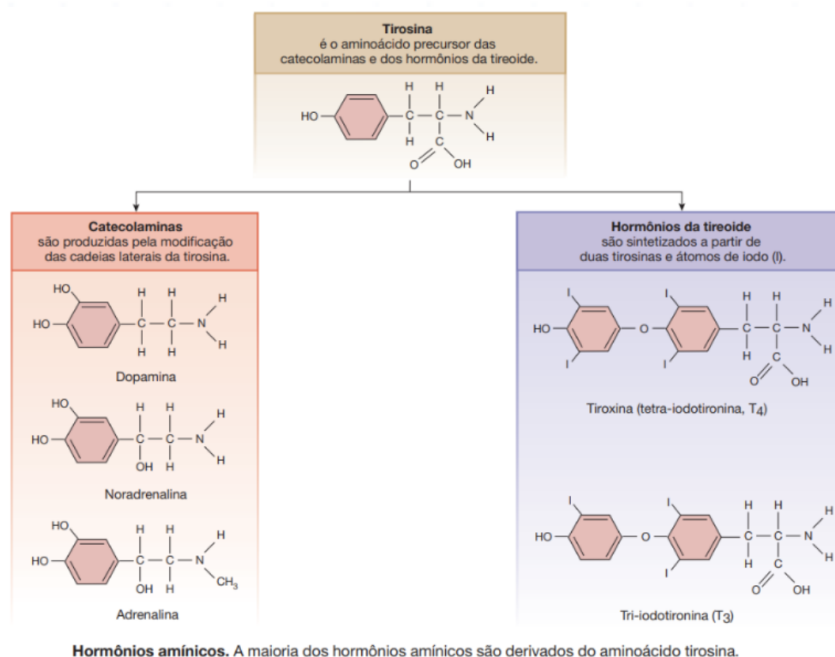 Tirosina
é o aminoácido precursor das
catecolaminas e dos hormônios da tireoide.
H H H
HO C C N
H C H
O OH
Catecolaminas
são produzidas pela modificação
das cadeias laterais da tirosina.
HO H H H
HO C C N
H H H
Dopamina
HO H H H
HO C C N
OH H H
Noradrenalina
HO H H H
HO C C N
OH H CH3
Adrenalina
Hormônios da tireoide
são sintetizados a partir de
duas tirosinas e átomos de iodo (I).
I I H H H
HO O C C N
I I H C H
O OH
Tiroxina (tetra-iodotironina, T4)
I I H H H
HO O C C N
I H C H
O OH
Tri-iodotironina (T3)
Hormônios amínicos. A maioria dos hormônios amínicos são derivados do aminoácido tirosina.